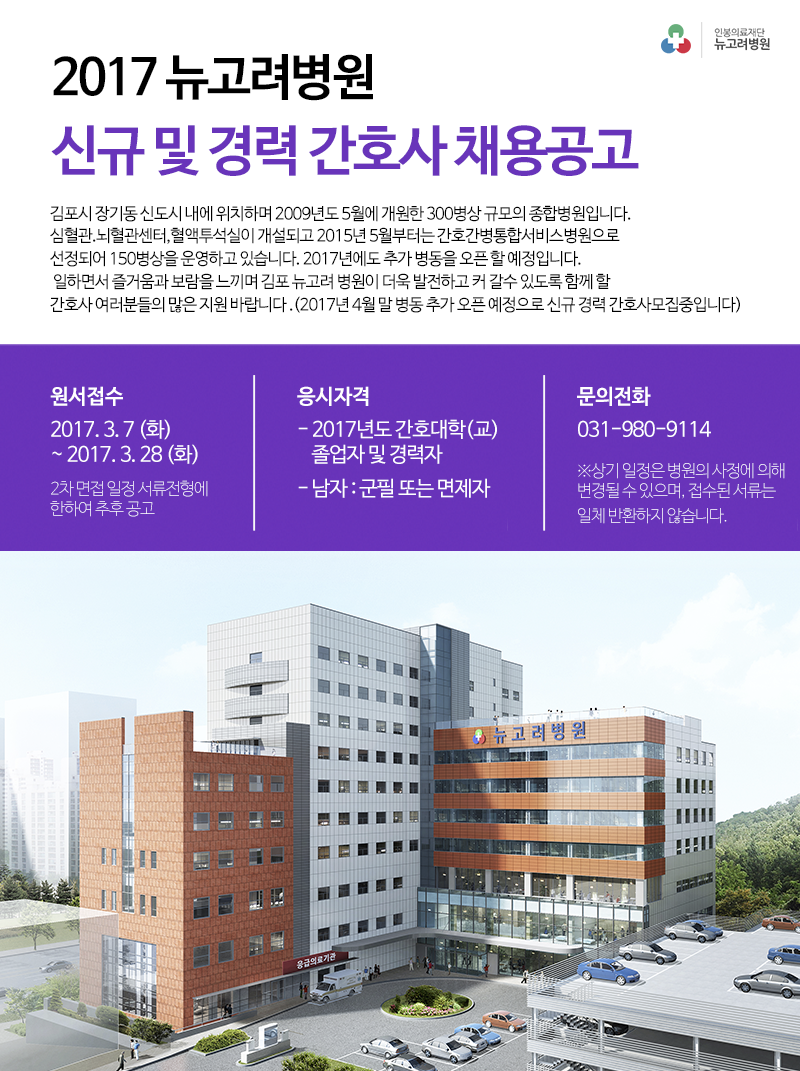 인봉의료재단
뉴고려병원
2017 뉴고려병원
신규 및 경력 간호사 채용공고
김포시 장기동 신도시 내에 위치하며 2009년도 5월에 개원한 300병상 규모의 종합병원입니다.
심혈관.뇌혈관센터,혈액투석실이 개설되고 2015년 5월부터는 간호간병통합서비스병원으로
선정되어 150병상을 운영하고 있습니다. 2017년에도 추가 병동을 오픈 할 예정입니다.
일하면서 즐거움과 보람을 느끼며 김포 뉴고려 병원이 더욱 발전하고 커 갈수 있도록 함께 할
간호사 여러분들의 많은 지원 바랍니다 . (2017년 4월 말 병동 추가 오픈 예정으로 신규 경력 간호사모집중입니다)
원서접수
2017. 3. 7 (화)
~ 2017. 3. 28 (화)
2차 면접 일정 서류전형에
한하여 추후 공고
응시자격
- 2017년도 간호대학(교)
졸업자 및 경력자
- 남자 : 군필 또는 면제자
문의전화
031-980-9114
※상기 일정은 병원의 사정에 의해
변경될 수 있으며, 접수된 서류는
일체 반환하지 않습니다.
뉴고려병원
응급의료기관